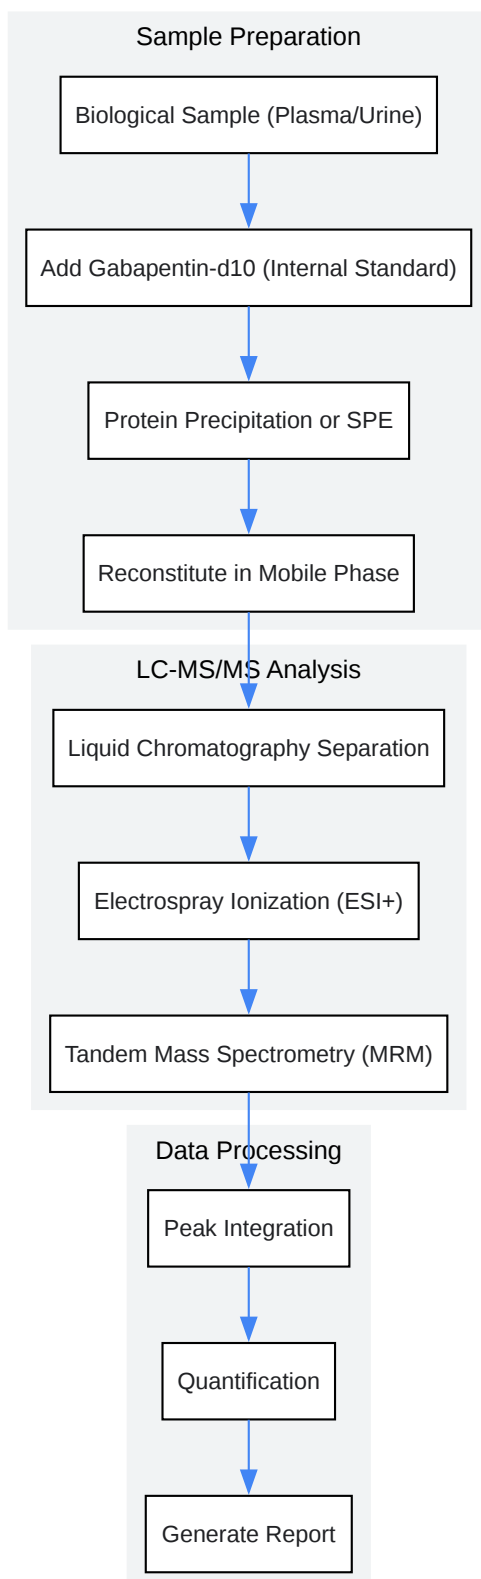 Sample Preparation
Biological Sample (Plasma/Urine)
Add Gabapentin-d10 (Internal Standard)
Protein Precipitation or SPE
Reconstitute in Mobile Phase
LC-MS/MS Analysis
Liquid Chromatography Separation
Electrospray Ionization (ESI+)
Tandem Mass Spectrometry (MRM)
Data Processing
Peak Integration
Quantification
Generate Report